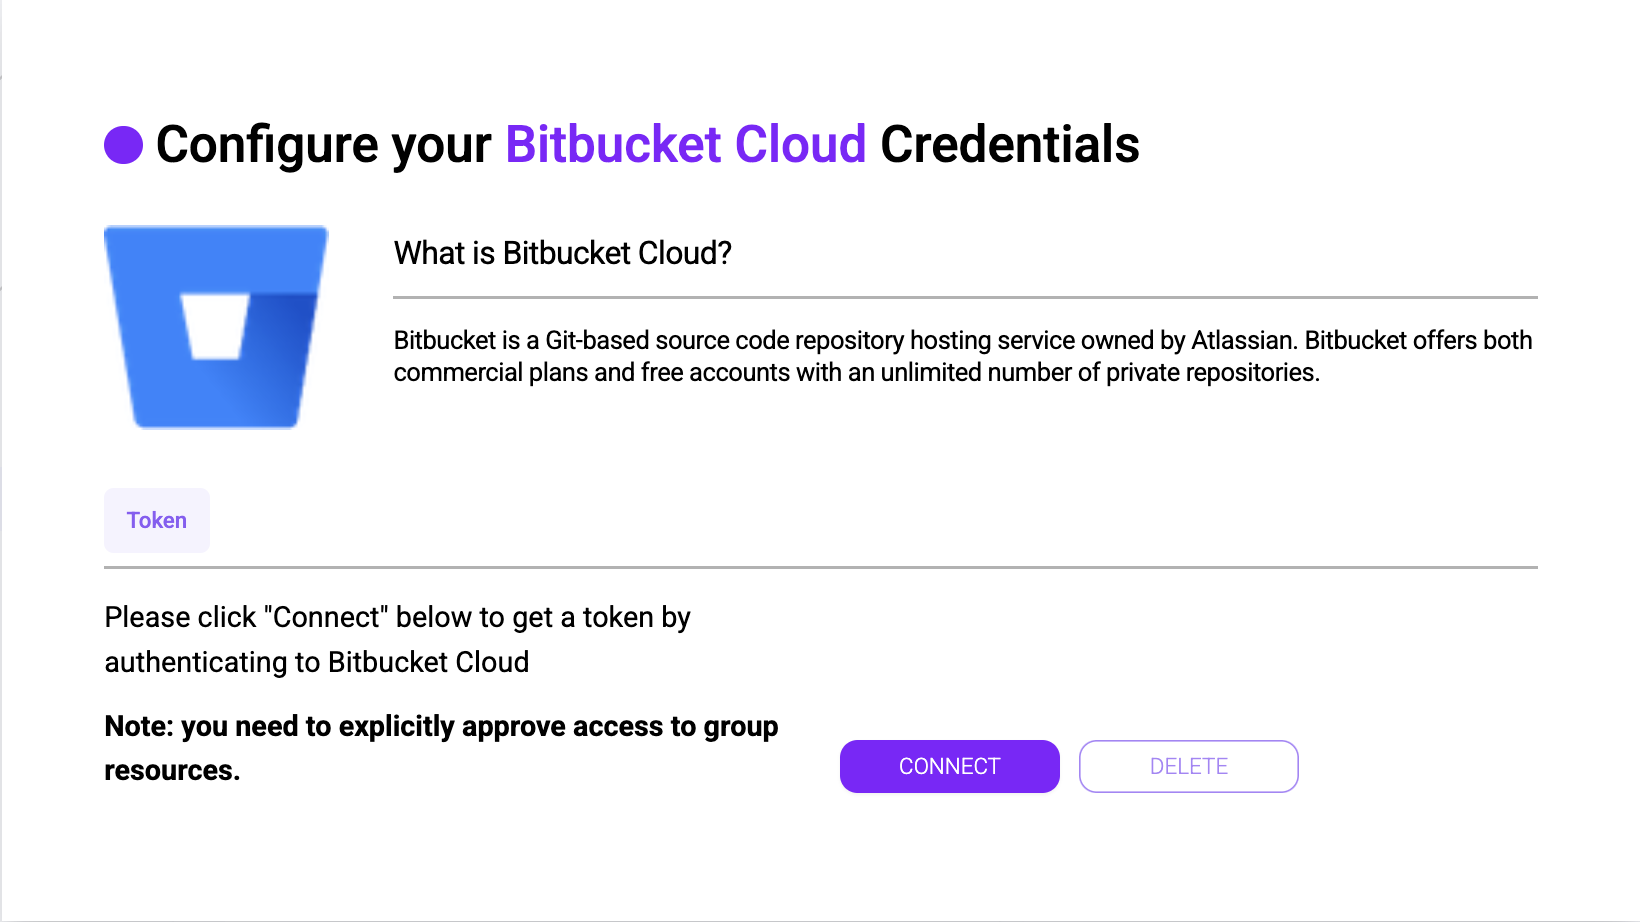 Configure your Bitbucket Cloud Credentials
What is Bitbucket Cloud?
Bitbucket is a Git-based source code repository hosting service owned by Atlassian. Bitbucket offers both
commercial plans and free accounts with an unlimited number of private repositories.
Token
Please click "Connect" below to get a token by
authenticating to Bitbucket Cloud
Note: you need to explicitly approve access to group
resources.
CONNECT
DELETE